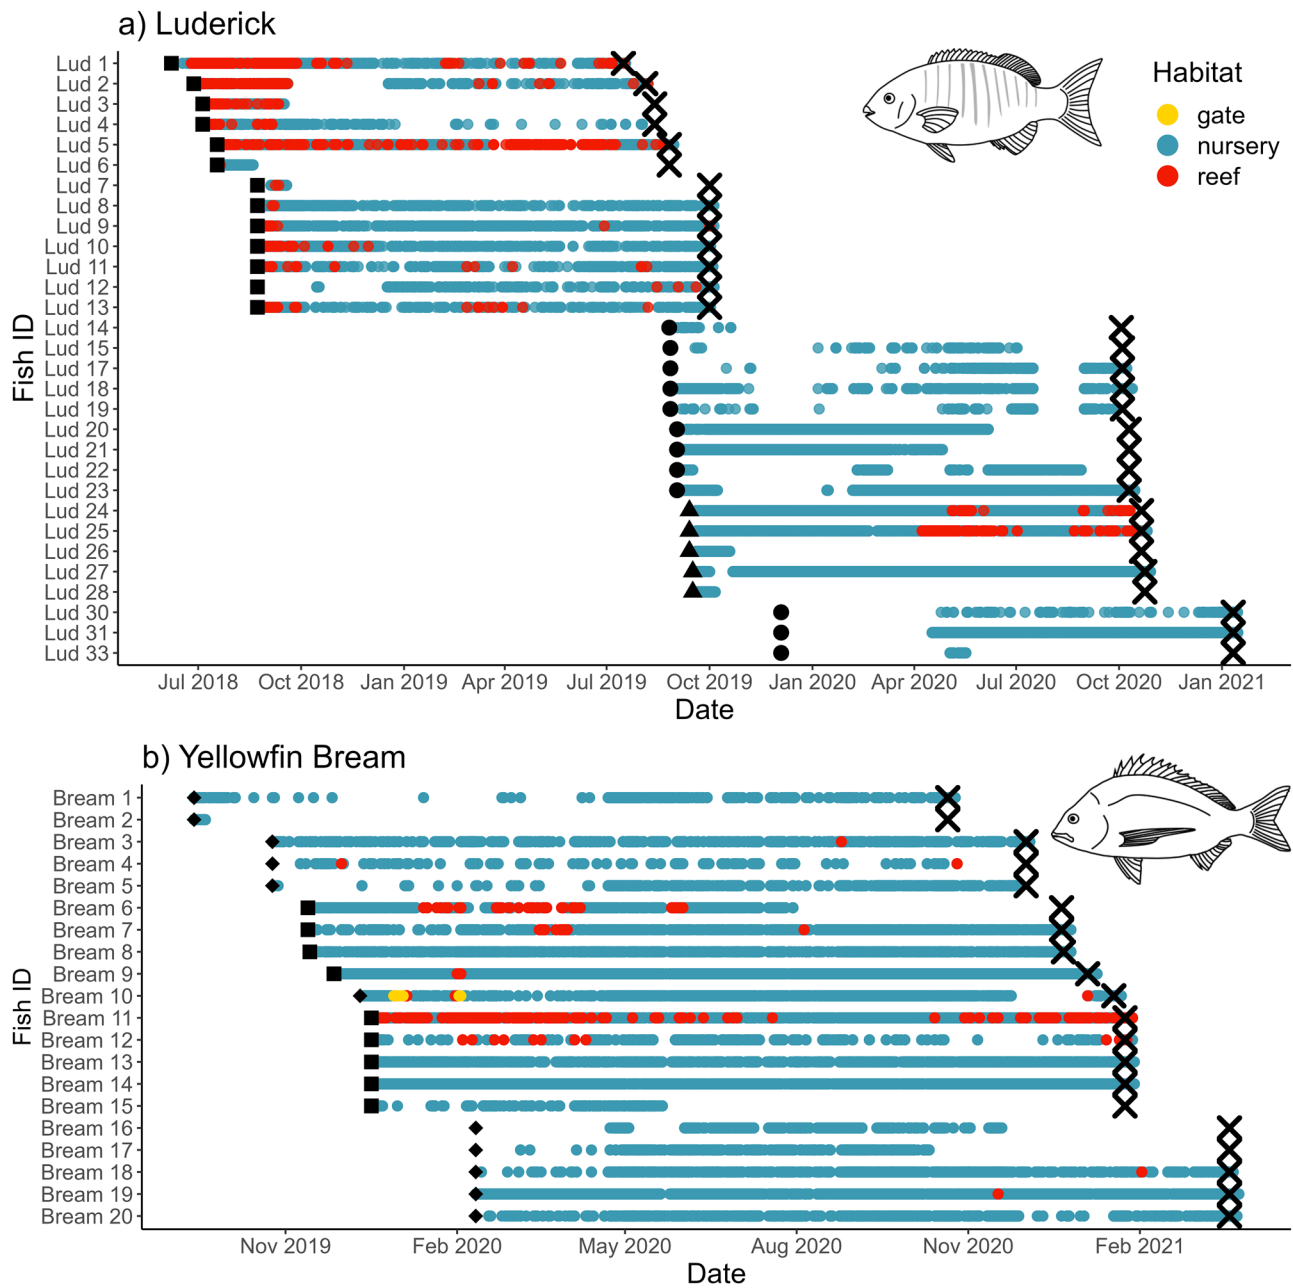 a) Luderick
Habitat
gate
nursery
reef
Fish ID
Lud 1
Lud 2
Lud 3
Lud 4
Lud 5
Lud 6
Lud 7
Lud 8
Lud 9
Lud 10
Lud 11
Lud 12
Lud 13
Lud 14
Lud 15
Lud 17
Lud 18
Lud 19
Lud 20
Lud 21
Lud 22
Lud 23
Lud 24
Lud 25
Lud 26
Lud 27
Lud 28
Lud 30
Lud 31
Lud 33
Jul 2018 Oct 2018 Jan 2019 Apr 2019 Jul 2019 Oct 2019 Jan 2020 Apr 2020 Jul 2020 Oct 2020 Jan 2021
Date
b) Yellowfin Bream
Fish ID
Bream 1
Bream 2
Bream 3
Bream 4
Bream 5
Bream 6
Bream 7
Bream 8
Bream 9
Bream 10
Bream 11
Bream 12
Bream 13
Bream 14
Bream 15
Bream 16
Bream 17
Bream 18
Bream 19
Bream 20
Nov 2019 Feb 2020 May 2020 Aug 2020 Nov 2020 Feb 2021
Date